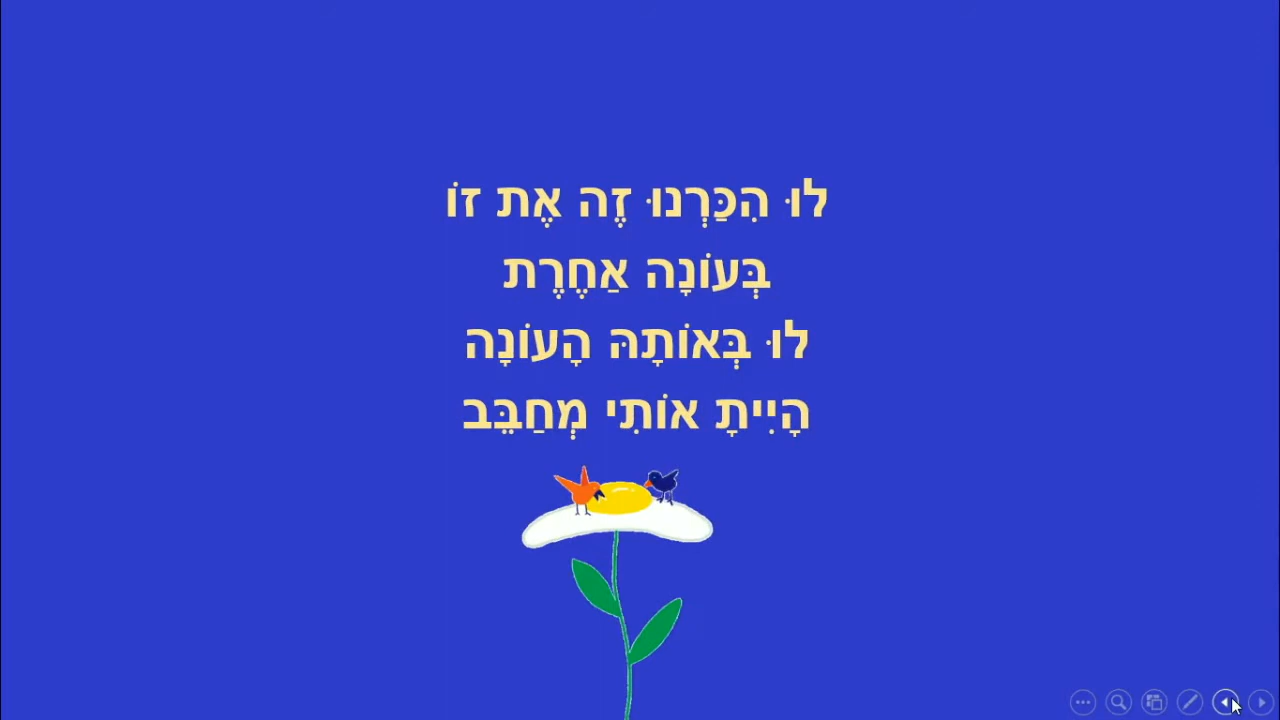 לוּ הִכַּרְנוּ זֶה אֶת זוֹ
בְּעוֹנָה אַחֶרֶת
לוּ בְּאוֹתָהּ הָעוֹנָה
הָיִיתָ אוֹתִי מְחַבֵּב